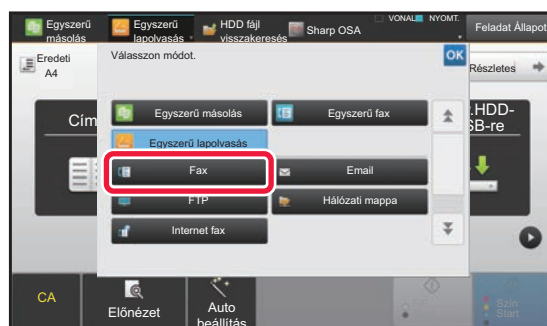 Egyszerű
másolás
Egyszerű
lapolvasás
HDD fájl
visszakeresés
Sharp OSA
VONAL
NYOMT.
Feladat Állapot
Eredeti
A4
Válasszon módot.
OK
Részletes
Cím
HDD-
SB-re
Egyszerű másolás
Egyszerű fax
Egyszerű lapolvasás
Fax
Email
FTP
Hálózati mappa
Internet fax
CA
Előnézet
Auto
beállítás
Szín
Start